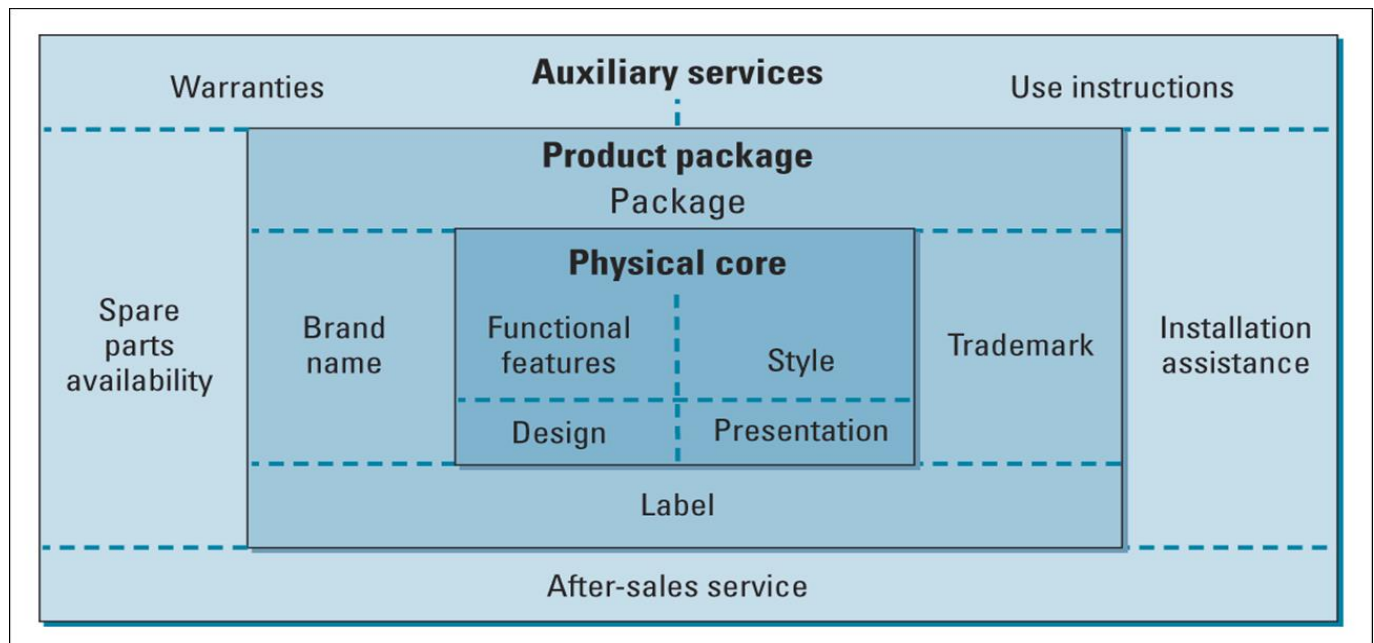 Auxiliary services
Warranties
Use instructions
Product package
Package
Physical core
Spare
parts
availability
Brand
name
Functional
features
Style
Trademark
Installation
assistance
Design
Presentation
Label
After-sales service